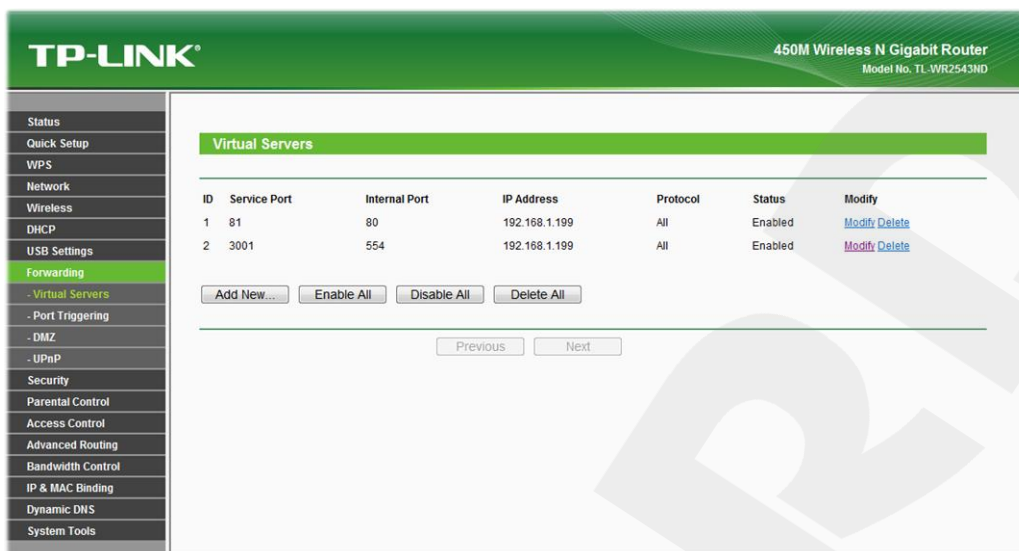 TP-LINK®
450M Wireless N Gigabit Router
Model No. TL-WR2543ND
Status
Quick Setup
WPS
Network
Wireless
DHCP
USB Settings
Forwarding
- Virtual Servers
- Port Triggering
- DMZ
- UPnP
Security
Parental Control
Access Control
Advanced Routing
Bandwidth Control
IP & MAC Binding
Dynamic DNS
System Tools
Virtual Servers
ID Service Port Internal Port IP Address Protocol Status Modify
1 81 80 192.168.1.199 All Enabled Modify Delete
2 3001 554 192.168.1.199 All Enabled Modify Delete
Add New... Enable All Disable All Delete All
Previous Next